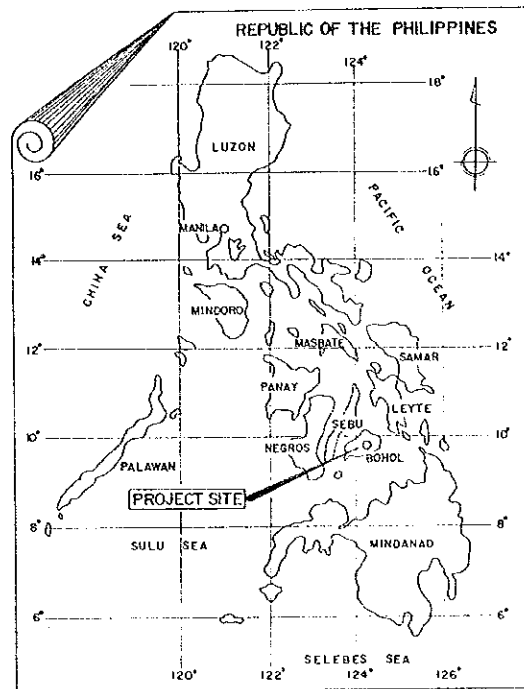 REPUBLIC OF THE PHILIPPINES
120° 122° 124°
18°
LUZON
16° 16°
CHINA SEA
PACIFIC OCEAN
MANILA
14° 14°
MINDORO
MASBATE
12° 12°
SAMAR
PANAY
LEYTE
SEBU
10° 10°
NEGROS
BOHOL
PALAWAN
PROJECT SITE
8° 8°
SULU SEA
MINDANAD
6° 6°
SELEBES SEA
120° 122° 124° 126°